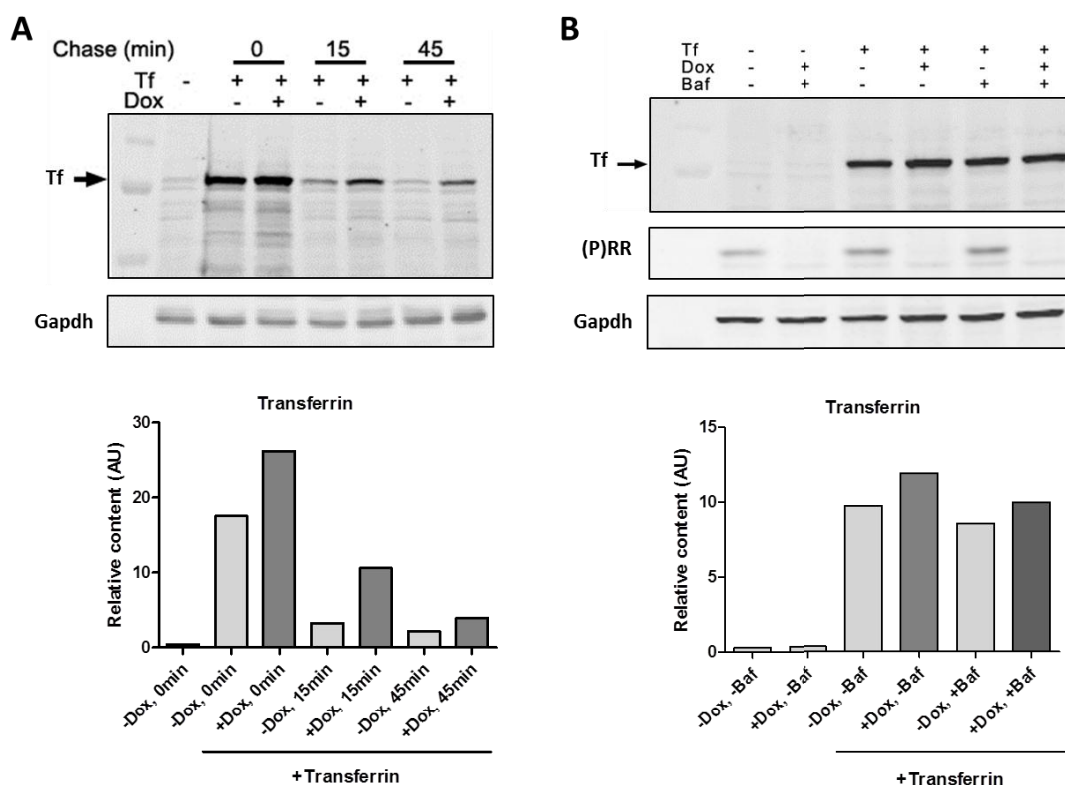 A
Chase (min) 0 15 45
Tf - + + + + + +
Dox - + - + - +
Tf
Gapdh
Transferrin
Relative content (AU)
30
20
10
0
-Dox, 0min
-Dox, 0min
+Dox, 0min
-Dox, 15min
+Dox, 15min
-Dox, 45min
+Dox, 45min
+Transferrin
B
Tf - - + + + +
Dox - + - + - +
Baf - + - - + +
Tf
(P)RR
Gapdh
Transferrin
Relative content (AU)
15
10
5
0
-Dox, -Baf
+Dox, -Baf
-Dox, -Baf
+Dox, -Baf
-Dox, +Baf
+Dox, +Baf
+Transferrin